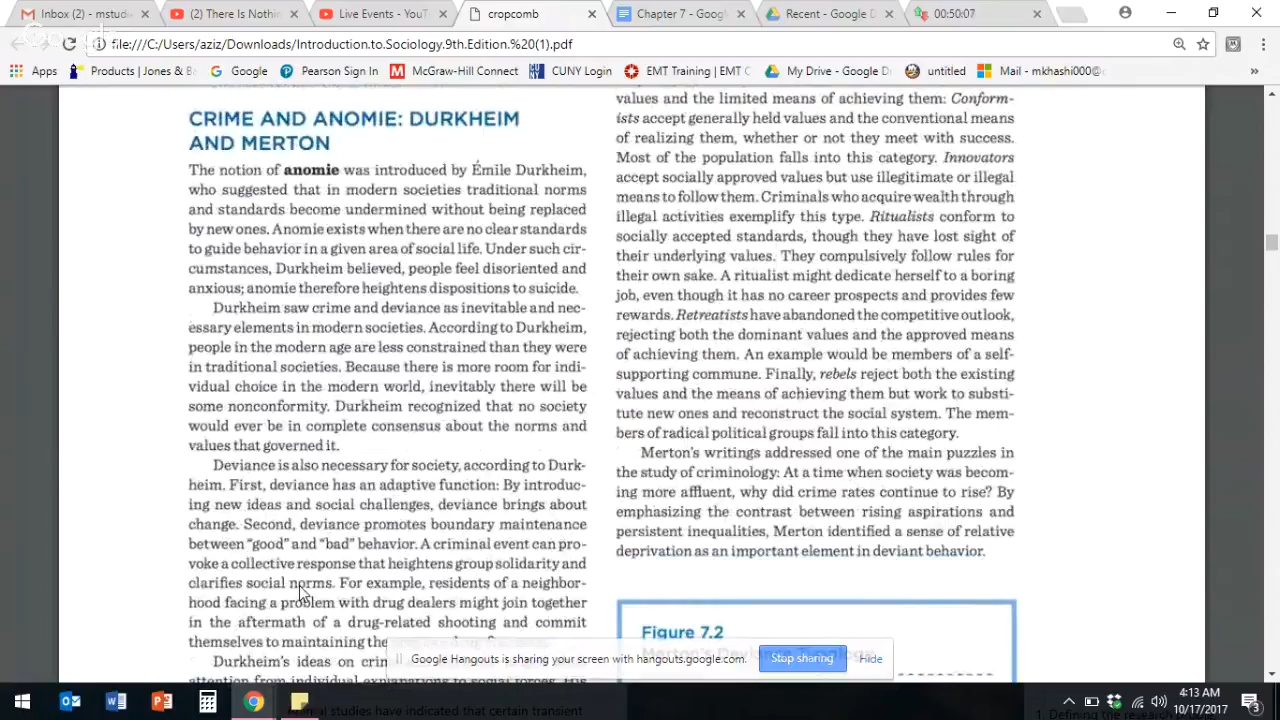 Inbox (2) - mstudie
(2) There Is Nothin
Live Events - YouT
cropcomb
Chapter 7 - Googl
Recent - Google D
00:50:07
file:///C:/Users/aziz/Downloads/Introduction.to.Sociology.9th.Edition.%20(1).pdf
Apps
Products | Jones & B
Google
Pearson Sign In
McGraw-Hill Connect
CUNY Login
EMT Training | EMT C
My Drive - Google D
untitled
Mail - mkhashi000@c
CRIME AND ANOMIE: DURKHEIM
AND MERTON
The notion of anomie was introduced by Émile Durkheim,
who suggested that in modern societies traditional norms
and standards become undermined without being replaced
by new ones. Anomie exists when there are no clear standards
to guide behavior in a given area of social life. Under such cir-
cumstances, Durkheim believed, people feel disoriented and
anxious; anomie therefore heightens dispositions to suicide.
Durkheim saw crime and deviance as inevitable and nec-
essary elements in modern societies. According to Durkheim,
people in the modern age are less constrained than they were
in traditional societies. Because there is more room for indi-
vidual choice in the modern world, inevitably there will be
some nonconformity. Durkheim recognized that no society
would ever be in complete consensus about the norms and
values that governed it.
Deviance is also necessary for society, according to Durk-
heim. First, deviance has an adaptive function: By introduc-
ing new ideas and social challenges, deviance brings about
change. Second, deviance promotes boundary maintenance
between "good" and "bad" behavior. A criminal event can pro-
voke a collective response that heightens group solidarity and
clarifies social norms. For example, residents of a neighbor-
hood facing a problem with drug dealers might join together
in the aftermath of a drug-related shooting and commit
themselves to maintaining the
Durkheim's ideas on crim
attention from individual explanations to social forces. His
values and the limited means of achieving them: Conform-
ists accept generally held values and the conventional means
of realizing them, whether or not they meet with success.
Most of the population falls into this category. Innovators
accept socially approved values but use illegitimate or illegal
means to follow them. Criminals who acquire wealth through
illegal activities exemplify this type. Ritualists conform to
socially accepted standards, though they have lost sight of
their underlying values. They compulsively follow rules for
their own sake. A ritualist might dedicate herself to a boring
job, even though it has no career prospects and provides few
rewards. Retreatists have abandoned the competitive outlook,
rejecting both the dominant values and the approved means
of achieving them. An example would be members of a self-
supporting commune. Finally, rebels reject both the existing
values and the means of achieving them but work to substi-
tute new ones and reconstruct the social system. The mem-
bers of radical political groups fall into this category.
Merton's writings addressed one of the main puzzles in
the study of criminology: At a time when society was becom-
ing more affluent, why did crime rates continue to rise? By
emphasizing the contrast between rising aspirations and
persistent inequalities, Merton identified a sense of relative
deprivation as an important element in deviant behavior.
Figure 7.2
Merton's Deviance Typology
Google Hangouts is sharing your screen with hangouts.google.com.
Stop sharing
Hide
4:13 AM
10/17/2017
studies have indicated that certain transient
1. Defining the research